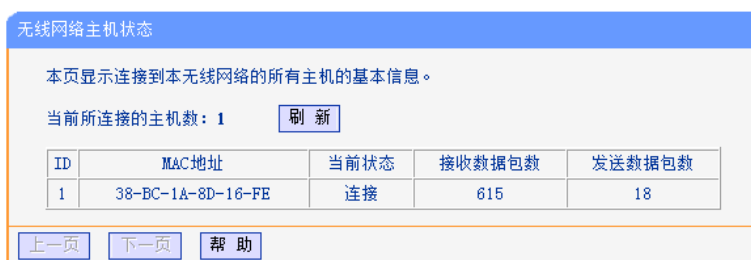 无线网络主机状态
本页显示连接到本无线网络的所有主机的基本信息。
当前所连接的主机数: 1 刷 新
ID MAC地址 当前状态 接收数据包数 发送数据包数
1 38-BC-1A-8D-16-FE 连接 615 18
上一页 下一页 帮 助